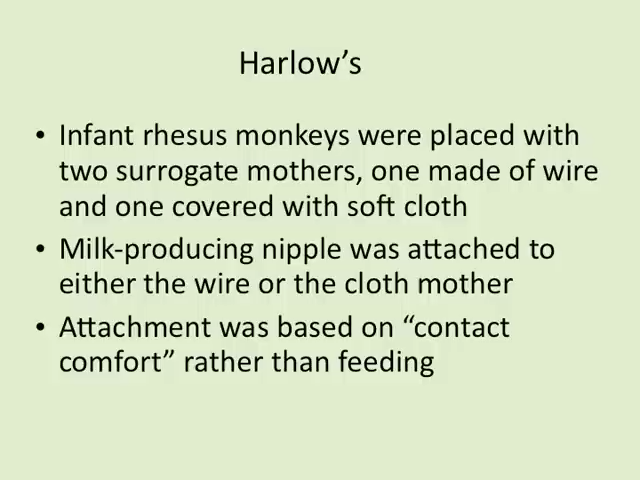 Harlow’s
• Infant rhesus monkeys were placed with
two surrogate mothers, one made of wire
and one covered with soft cloth
• Milk-producing nipple was attached to
either the wire or the cloth mother
• Attachment was based on “contact
comfort” rather than feeding